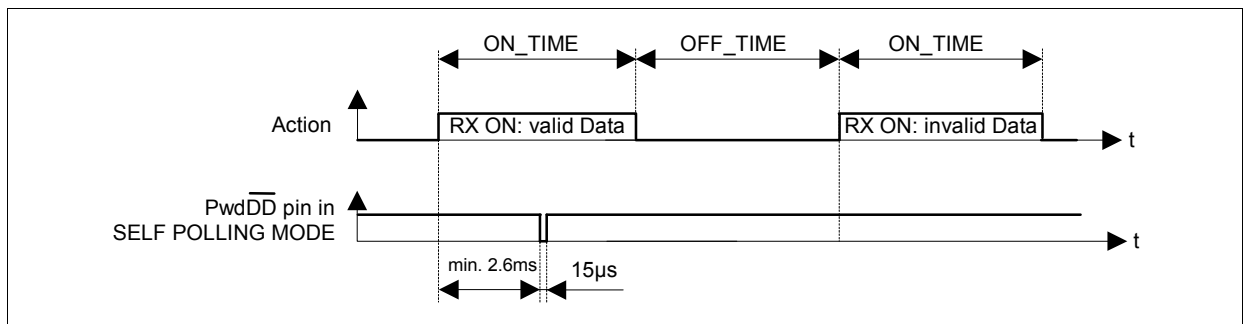 ON_TIME OFF_TIME ON_TIME
Action RX ON: valid Data RX ON: invalid Data t
PwdD̅D̅ pin in
SELF POLLING MODE t
min. 2.6ms 15µs